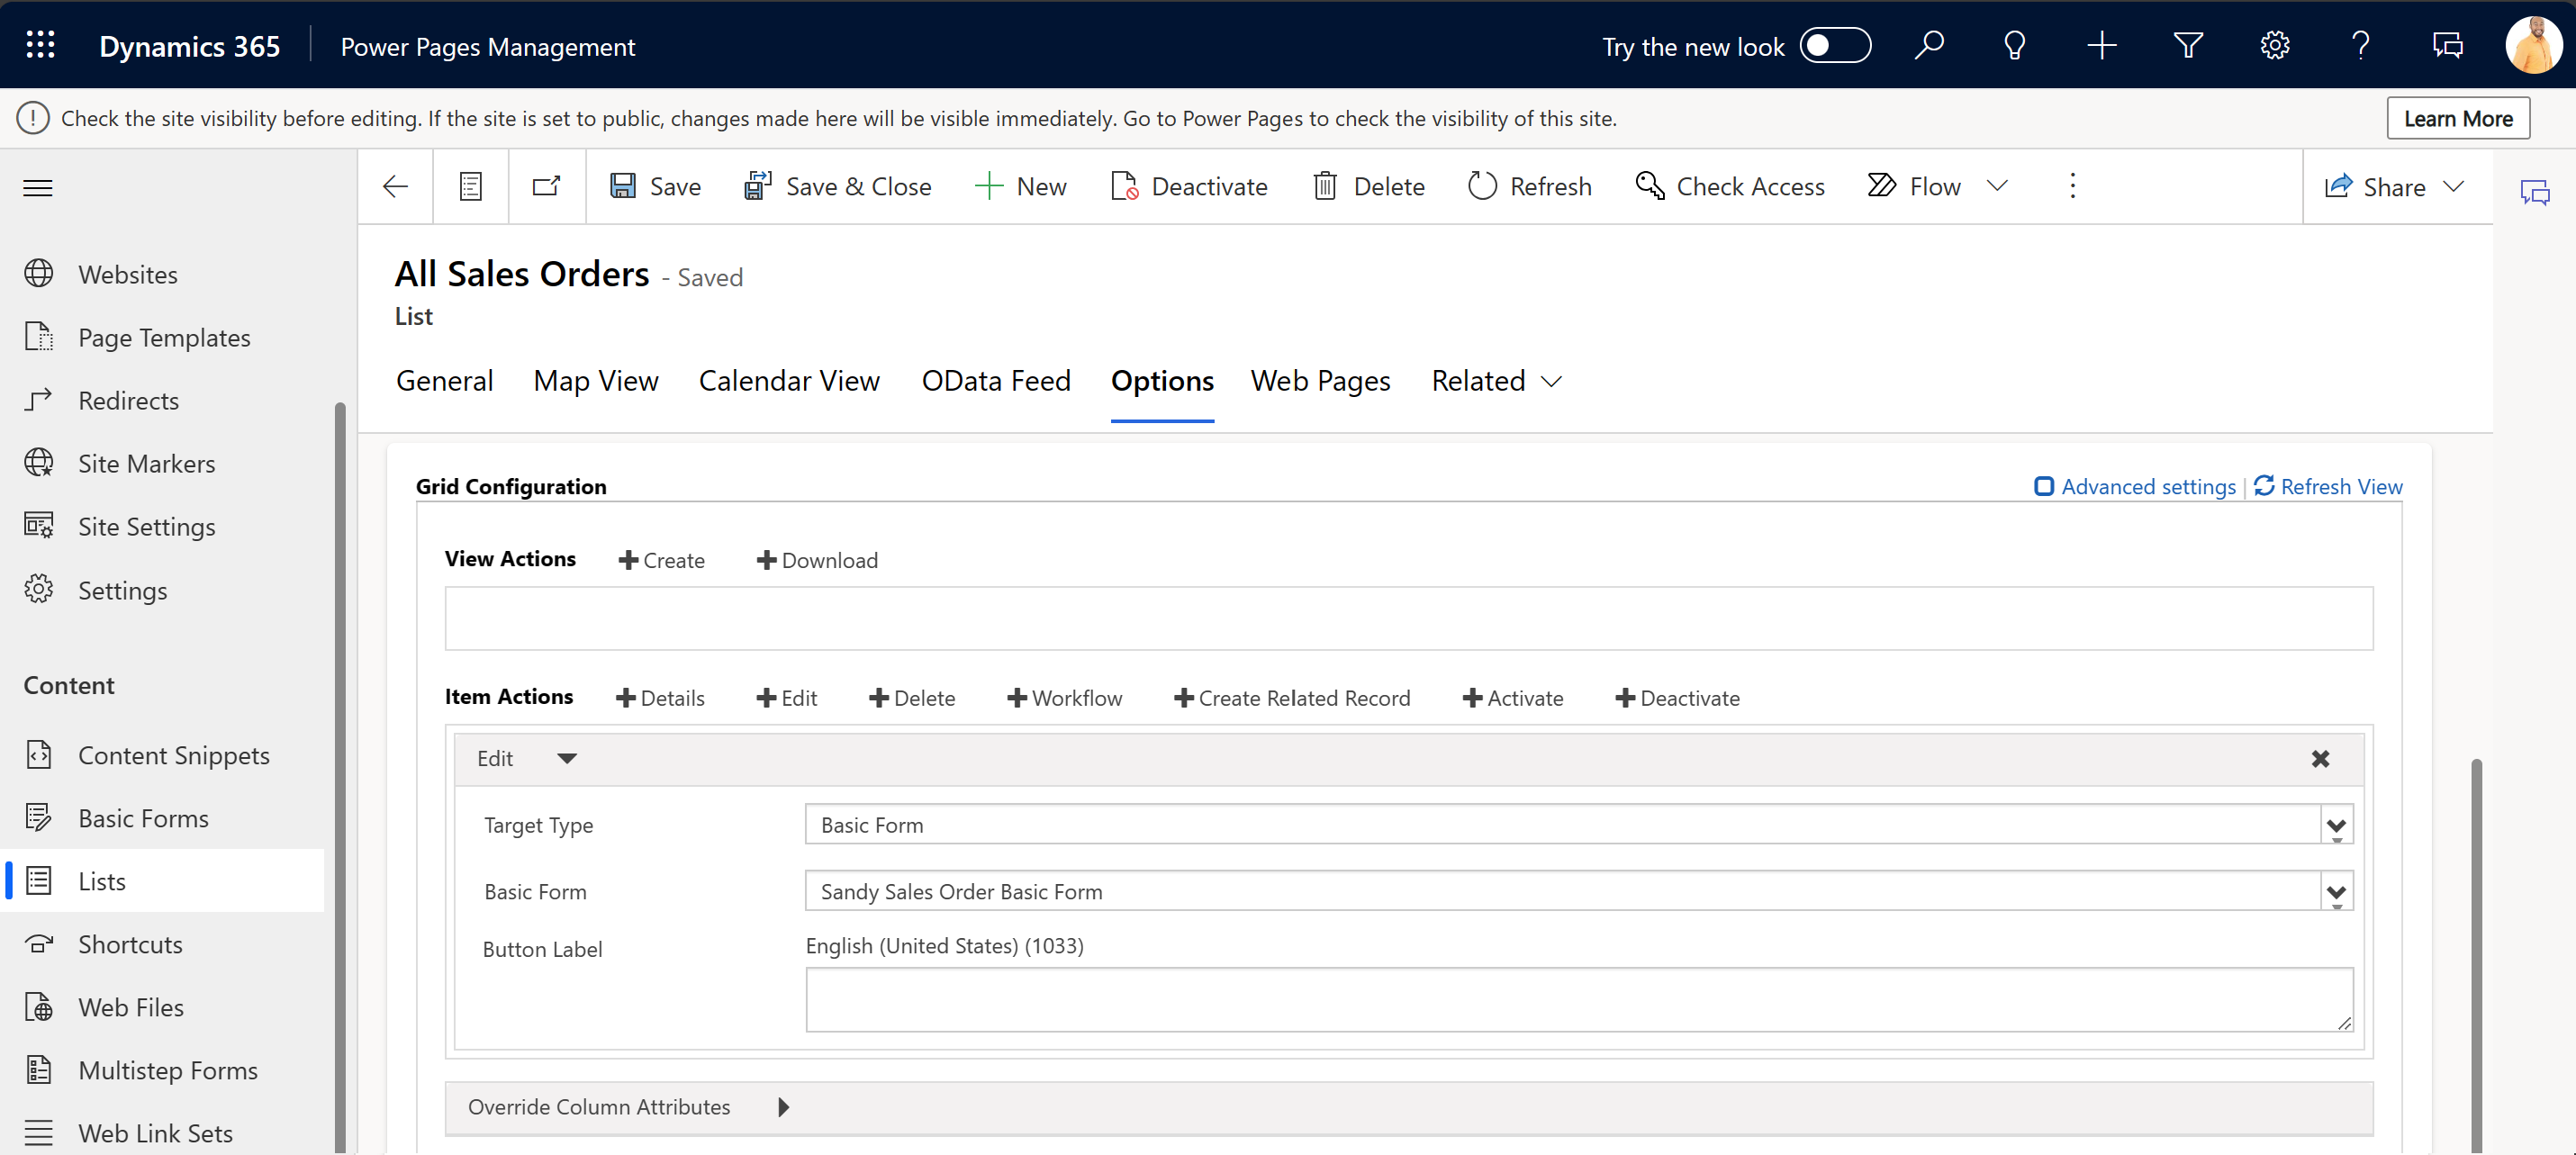 Dynamics 365 Power Pages Management Try the new look
Check the site visibility before editing. If the site is set to public, changes made here will be visible immediately. Go to Power Pages to check the visibility of this site. Learn More
Save Save & Close New Deactivate Delete Refresh Check Access Flow Share
Websites
Page Templates
Redirects
Site Markers
Site Settings
Settings
Content
Content Snippets
Basic Forms
Lists
Shortcuts
Web Files
Multistep Forms
Web Link Sets
All Sales Orders - Saved
List
General Map View Calendar View OData Feed Options Web Pages Related
Grid Configuration Advanced settings | Refresh View
View Actions Create Download
Item Actions Details Edit Delete Workflow Create Related Record Activate Deactivate
Edit
Target Type Basic Form
Basic Form Sandy Sales Order Basic Form
Button Label English (United States) (1033)
Override Column Attributes